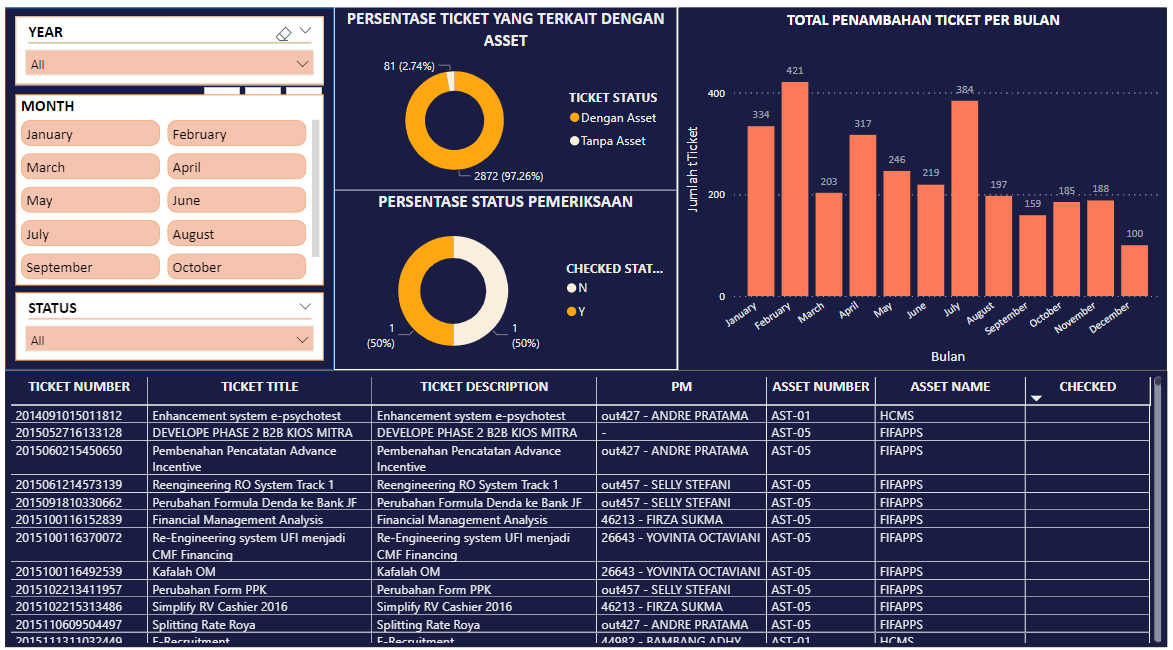 YEAR
All
MONTH
January
February
March
April
May
June
July
August
September
October
STATUS
All
PERSENTASE TICKET YANG TERKAIT DENGAN
ASSET
81 (2.74%)
2872 (97.26%)
TICKET STATUS
Dengan Asset
Tanpa Asset
PERSENTASE STATUS PEMERIKSAAN
1
(50%)
1
(50%)
CHECKED STAT...
N
Y
TOTAL PENAMBAHAN TICKET PER BULAN
Jumlah tTicket
400
200
0
334
421
203
317
246
219
384
197
159
185
188
100
January
February
March
April
May
June
July
August
September
October
November
December
Bulan
TICKET NUMBER TICKET TITLE TICKET DESCRIPTION PM ASSET NUMBER ASSET NAME CHECKED
2014091015011812 Enhancement system e-psychotest Enhancement system e-psychotest out427 - ANDRE PRATAMA AST-01 HCMS
2015052716133128 DEVELOPE PHASE 2 B2B KIOS MITRA DEVELOPE PHASE 2 B2B KIOS MITRA - AST-05 FIFAPPS
2015060215450650 Pembenahan Pencatatan Advance Pembenahan Pencatatan Advance out427 - ANDRE PRATAMA AST-05 FIFAPPS
Incentive Incentive
2015061214573139 Reengineering RO System Track 1 Reengineering RO System Track 1 out457 - SELLY STEFANI AST-05 FIFAPPS
2015091810330662 Perubahan Formula Denda ke Bank JF Perubahan Formula Denda ke Bank JF out457 - SELLY STEFANI AST-05 FIFAPPS
2015100116152839 Financial Management Analysis Financial Management Analysis 46213 - FIRZA SUKMA AST-05 FIFAPPS
2015100116370072 Re-Engineering system UFI menjadi Re-Engineering system UFI menjadi 26643 - YOVINTA OCTAVIANI AST-05 FIFAPPS
CMF Financing CMF Financing
2015100116492539 Kafalah OM Kafalah OM 26643 - YOVINTA OCTAVIANI AST-05 FIFAPPS
2015102213411957 Perubahan Form PPK Perubahan Form PPK out457 - SELLY STEFANI AST-05 FIFAPPS
2015102215313486 Simplify RV Cashier 2016 Simplify RV Cashier 2016 46213 - FIRZA SUKMA AST-05 FIFAPPS
2015110609504497 Splitting Rate Roya Splitting Rate Roya out427 - ANDRE PRATAMA AST-05 FIFAPPS
2015111311032449 E-Recruitment E-Recruitment 44982 - BAMBANG ADHY AST-01 HCMS